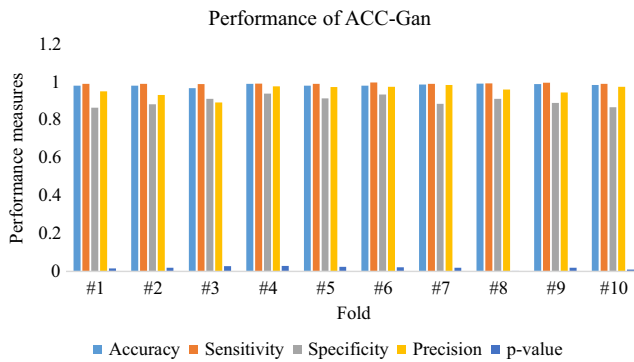 Performance of ACC-Gan
1.2
1
0.8
0.6
0.4
0.2
0
Performance measures
#1 #2 #3 #4 #5 #6 #7 #8 #9 #10
Fold
Accuracy Sensitivity Specificity Precision p-value